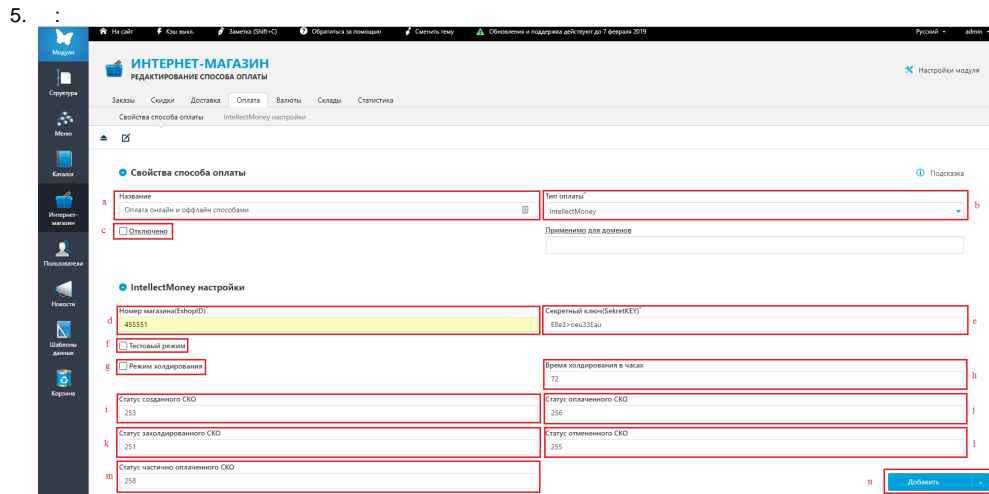 5. :
На сайт Кэш выкл. Заметка (Shift+C) Обратиться за помощью Сменить тему Обновления и поддержка действуют до 7 февраля 2019 Русский admin
Модули
ИНТЕРНЕТ-МАГАЗИН
РЕДАКТИРОВАНИЕ СПОСОБА ОПЛАТЫ
Настройки модуля
Структура
Заказы Скидки Доставка Оплата Валюты Склады Статистика
Свойства способа оплаты IntellectMoney настройки
Меню
Каталог
Свойства способа оплаты
Подсказка
Интернет-
магазин
a Название
Оплата онлайн и оффлайн способами
Тип оплаты* b
IntellectMoney
c Отключено
Применимо для доменов
Пользователи
Новости
IntellectMoney настройки
d Номер магазина(EshopID)*
455551
Секретный ключ(SekretKEY)* e
E8e3>oeu33Eau
Шаблоны
данных
f Тестовый режим
g Режим холдирования
Время холдирования в часах h
72
Корзина
i Статус созданного СКО
253
Статус оплаченного СКО j
256
k Статус захолдированного СКО
251
Статус отмененного СКО l
255
m Статус частично оплаченного СКО
258
n Добавить